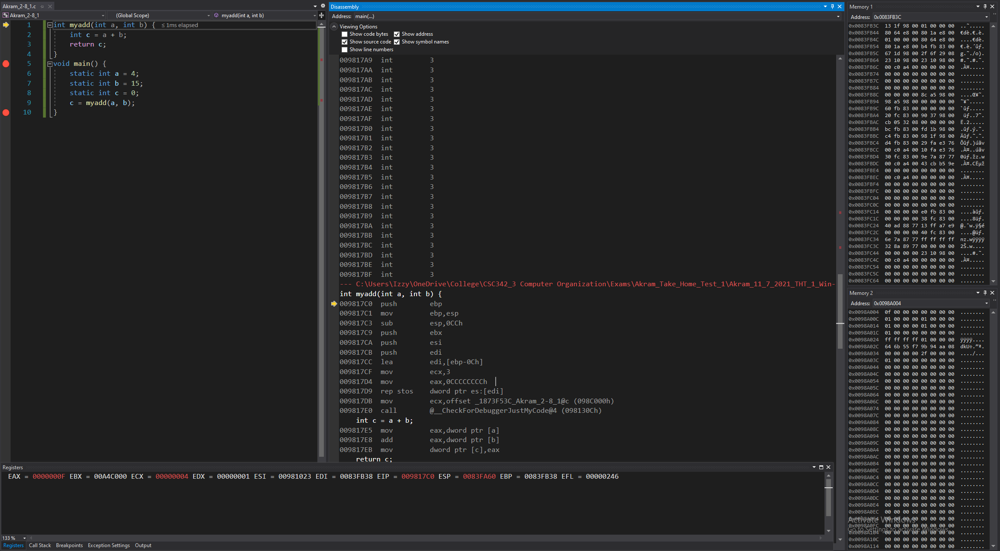 Akram_2-8_1.c
Akram_2-8_1 (Global Scope) myadd(int a, int b)
1 int myadd(int a, int b) { ≤ 1ms elapsed
2 int c = a + b;
3 return c;
4 }
5 void main() {
6 static int a = 4;
7 static int b = 15;
8 static int c = 0;
9 c = myadd(a, b);
10 }
Disassembly
Address: main(...)
Viewing Options
Show code bytes Show address
Show source code Show symbol names
Show line numbers
009817A9 int 3
009817AA int 3
009817AB int 3
009817AC int 3
009817AD int 3
009817AE int 3
009817AF int 3
009817B0 int 3
009817B1 int 3
009817B2 int 3
009817B3 int 3
009817B4 int 3
009817B5 int 3
009817B6 int 3
009817B7 int 3
009817B8 int 3
009817B9 int 3
009817BA int 3
009817BB int 3
009817BC int 3
009817BD int 3
009817BE int 3
009817BF int 3
--- C:\Users\Izzy\OneDrive\College\CSC342_3 Computer Organization\Exams\Akram_Take_Home_Test_1\Akram_11_7_2021_THT_1_Win-
int myadd(int a, int b) {
009817C0 push ebp
009817C1 mov ebp,esp
009817C3 sub esp,0CCh
009817C9 push ebx
009817CA push esi
009817CB push edi
009817CC lea edi,[ebp-0Ch]
009817CF mov ecx,3
009817D4 mov eax,0CCCCCCCCh
009817D9 rep stos dword ptr es:[edi]
009817DB mov ecx,offset _1873F53C_Akram_2-8_1@c (098C000h)
009817E0 call @__CheckForDebuggerJustMyCode@4 (098130Ch)
int c = a + b;
009817E5 mov eax,dword ptr [a]
009817E8 add eax,dword ptr [b]
009817EB mov dword ptr [c],eax
return c;
Memory 1
Address: 0x0083FB3C
0x0083FB3C 13 1f 98 00 01 00 00 00 ..˜.....
0x0083FB44 80 64 e8 00 80 1a e8 00 €dè.€.è.
0x0083FB4C 01 00 00 00 80 64 e8 00 ....€dè.
0x0083FB54 80 1a e8 00 b4 fb 83 00 €.è.´ûƒ.
0x0083FB5C 67 1d 98 00 2f 6f 29 08 g.˜./o).
0x0083FB64 23 10 98 00 23 10 98 00 #.˜.#.˜.
0x0083FB6C 00 c0 a4 00 00 00 00 00 .À¤.....
0x0083FB74 00 00 00 00 00 00 00 00 ........
0x0083FB7C 00 00 00 00 00 00 00 00 ........
0x0083FB84 00 00 00 00 00 00 00 00 ........
0x0083FB8C 00 00 00 00 8c a5 98 00 ....Œ¥˜.
0x0083FB94 98 a5 98 00 00 00 00 00 ˜¥˜.....
0x0083FB9C 60 fb 83 00 00 00 00 00 `ûƒ.....
0x0083FBA4 20 fc 83 00 90 37 98 00 üƒ..7˜.
0x0083FBAC cb 05 32 08 00 00 00 00 Ë.2.....
0x0083FBB4 bc fb 83 00 fd 1b 98 00 .ûƒ.ý.˜.
0x0083FBBC c4 fb 83 00 98 1f 98 00 Äûƒ.˜.˜.
0x0083FBC4 d4 fb 83 00 29 fa e3 76 Ôûƒ.)úãv
0x0083FBCC 00 c0 a4 00 10 fa e3 76 .À¤..úãv
0x0083FBD4 30 fc 83 00 9e 7a 87 77 0üƒ.žz.w
0x0083FBDC 00 c0 a4 00 43 cb b5 9e .À¤.CËµž
0x0083FBE4 00 00 00 00 00 00 00 00 ........
0x0083FBEC 00 c0 a4 00 00 00 00 00 .À¤.....
0x0083FBF4 00 00 00 00 00 00 00 00 ........
0x0083FBFC 00 00 00 00 00 00 00 00 ........
0x0083FC04 00 00 00 00 00 00 00 00 ........
0x0083FC0C 00 00 00 00 00 00 00 00 ........
0x0083FC14 00 00 00 00 e0 fb 83 00 ....àûƒ.
0x0083FC1C 00 00 00 00 38 fc 83 00 ....8üƒ.
0x0083FC24 40 ad 88 77 13 ff a7 e9 @.ˆw.ÿ§é
0x0083FC2C 00 00 00 00 40 fc 83 00 ....@üƒ.
0x0083FC34 6e 7a 87 77 ff ff ff ff nz.wÿÿÿÿ
0x0083FC3C 32 8a 89 77 00 00 00 00 2Š.w....
0x0083FC44 00 00 00 00 23 10 98 00 ....#.˜.
0x0083FC4C 00 c0 a4 00 00 00 00 00 .À¤.....
0x0083FC54 00 00 00 00 00 00 00 00 ........
0x0083FC5C 00 00 00 00 00 00 00 00 ........
0x0083FC64 00 00 00 00 00 00 00 00 ........
Memory 2
Address: 0x0098A004
0x0098A004 0f 00 00 00 00 00 00 00 ........
0x0098A00C 01 00 00 00 01 00 00 00 ........
0x0098A014 01 00 00 00 01 00 00 00 ........
0x0098A01C 01 00 00 00 00 00 00 00 ........
0x0098A024 ff ff ff ff 01 00 00 00 ÿÿÿÿ....
0x0098A02C 64 6b 55 f7 9b 94 aa 08 dkU÷.”ª.
0x0098A034 00 00 00 00 2f 00 00 00 ..../...
0x0098A03C 01 00 00 00 00 00 00 00 ........
0x0098A044 00 00 00 00 00 00 00 00 ........
0x0098A04C 00 00 00 00 00 00 00 00 ........
0x0098A054 00 00 00 00 00 00 00 00 ........
0x0098A05C 00 00 00 00 00 00 00 00 ........
0x0098A064 00 00 00 00 00 00 00 00 ........
0x0098A06C 00 00 00 00 00 00 00 00 ........
0x0098A074 00 00 00 00 00 00 00 00 ........
0x0098A07C 00 00 00 00 00 00 00 00 ........
0x0098A084 00 00 00 00 00 00 00 00 ........
0x0098A08C 00 00 00 00 00 00 00 00 ........
0x0098A094 00 00 00 00 00 00 00 00 ........
0x0098A09C 00 00 00 00 00 00 00 00 ........
0x0098A0A4 00 00 00 00 00 00 00 00 ........
0x0098A0AC 00 00 00 00 00 00 00 00 ........
0x0098A0B4 00 00 00 00 00 00 00 00 ........
0x0098A0BC 00 00 00 00 00 00 00 00 ........
0x0098A0C4 00 00 00 00 00 00 00 00 ........
0x0098A0CC 00 00 00 00 00 00 00 00 ........
0x0098A0D4 00 00 00 00 00 00 00 00 ........
0x0098A0DC 00 00 00 00 00 00 00 00 ........
0x0098A0E4 00 00 00 00 00 00 00 00 ........
0x0098A0EC 00 00 00 00 00 00 00 00 ........
0x0098A0F4 00 00 00 00 00 00 00 00 ........
0x0098A0FC 00 00 00 00 00 00 00 00 ........
0x0098A104 00 00 00 00 00 00 00 00 ........
0x0098A10C 00 00 00 00 00 00 00 00 ........
0x0098A114 00 00 00 00 00 00 00 00 ........
Activate Windows
Go to Settings to activate Windows.
Registers
EAX = 0000000F EBX = 00A4C000 ECX = 00000004 EDX = 00000001 ESI = 00981023 EDI = 0083FB38 EIP = 009817C0 ESP = 0083FA60 EBP = 0083FB38 EFL = 00000246
133 %
Registers Call Stack Breakpoints Exception Settings Output